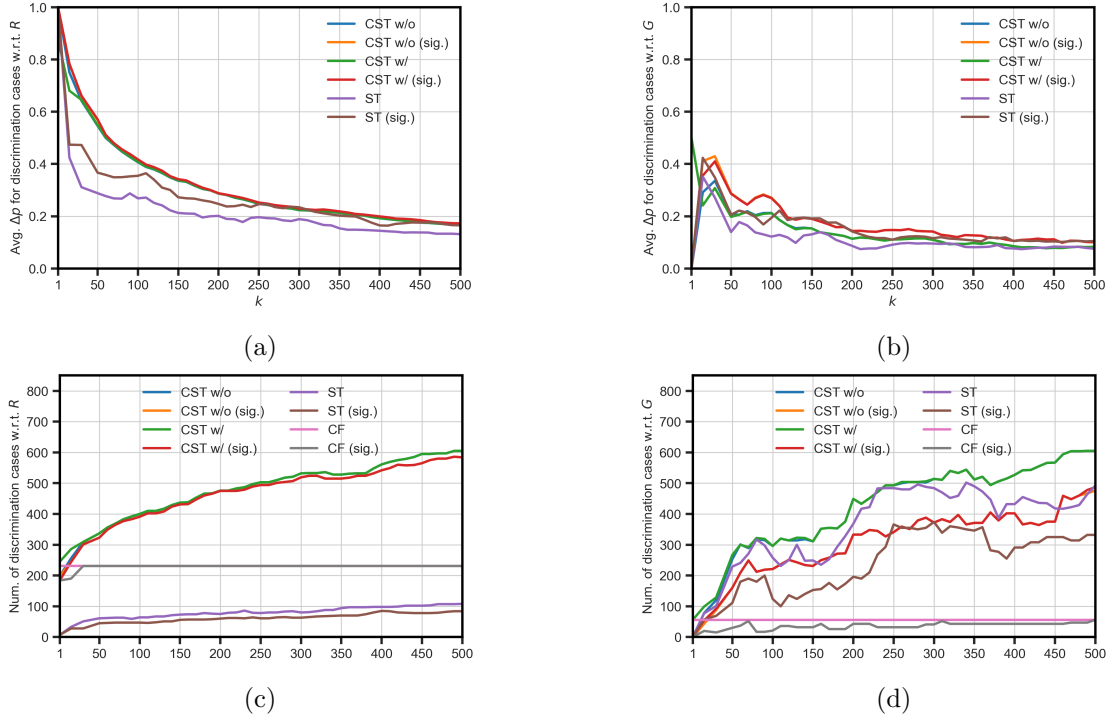 Avg. Δp for discrimination cases w.r.t. R
1.0
0.8
0.6
0.4
0.2
0.0
CST w/o
CST w/o (sig.)
CST w/
CST w/ (sig.)
ST
ST (sig.)
1 50 100 150 200 250 300 350 400 450 500
k
(a)
Avg. Δp for discrimination cases w.r.t. G
1.0
0.8
0.6
0.4
0.2
0.0
CST w/o
CST w/o (sig.)
CST w/
CST w/ (sig.)
ST
ST (sig.)
1 50 100 150 200 250 300 350 400 450 500
k
(b)
Num. of discrimination cases w.r.t. R
800
700
600
500
400
300
200
100
0
CST w/o
CST w/o (sig.)
CST w/
CST w/ (sig.)
ST
ST (sig.)
CF
CF (sig.)
1 50 100 150 200 250 300 350 400 450 500
(c)
Num. of discrimination cases w.r.t. G
800
700
600
500
400
300
200
100
0
CST w/o
CST w/o (sig.)
CST w/
CST w/ (sig.)
ST
ST (sig.)
CF
CF (sig.)
1 50 100 150 200 250 300 350 400 450 500
(d)